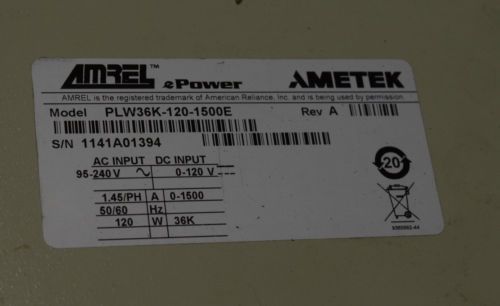 AMREL™ ePower AMETEK
AMREL is the registered trademark of American Reliance, Inc. and is being used by permission.
Model PLW36K-120-1500E Rev A
S/N 1141A01394
AC INPUT DC INPUT
95-240 V ~ 0-120 V ---
1.45/PH A 0-1500
50/60 Hz
120 W 36K
20